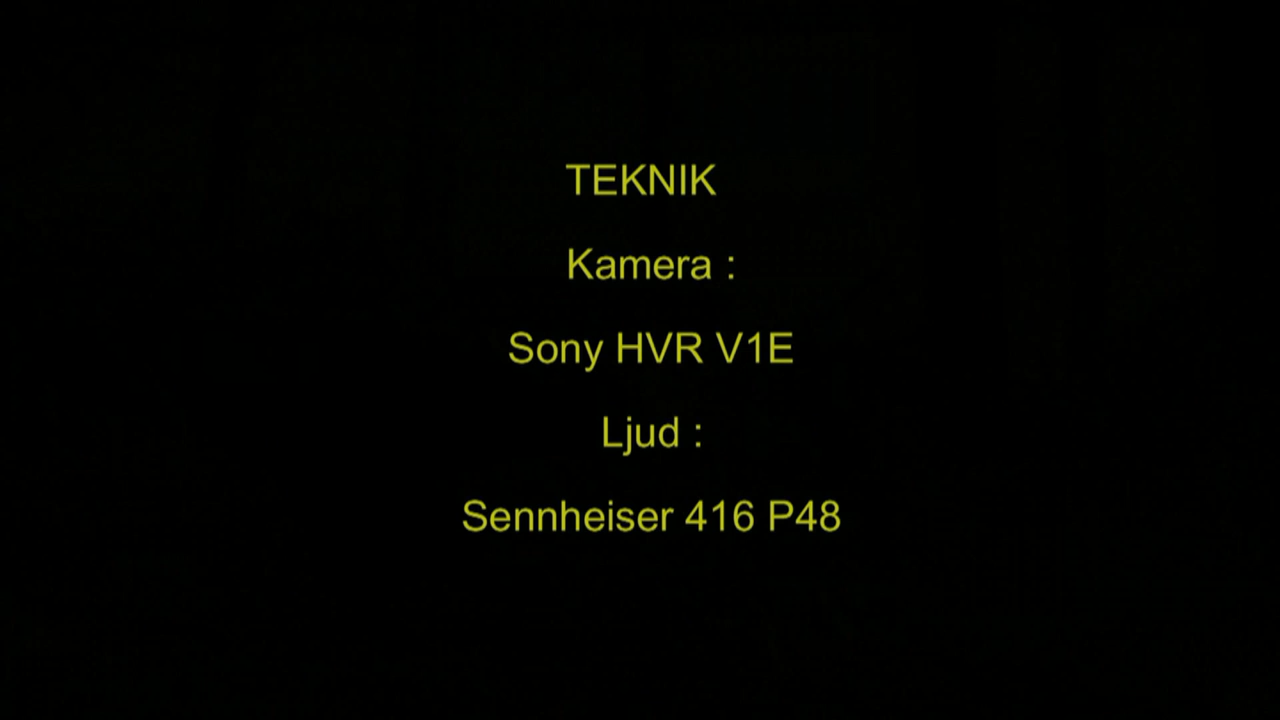 TEKNIK
Kamera :
Sony HVR V1E
Ljud :
Sennheiser 416 P48